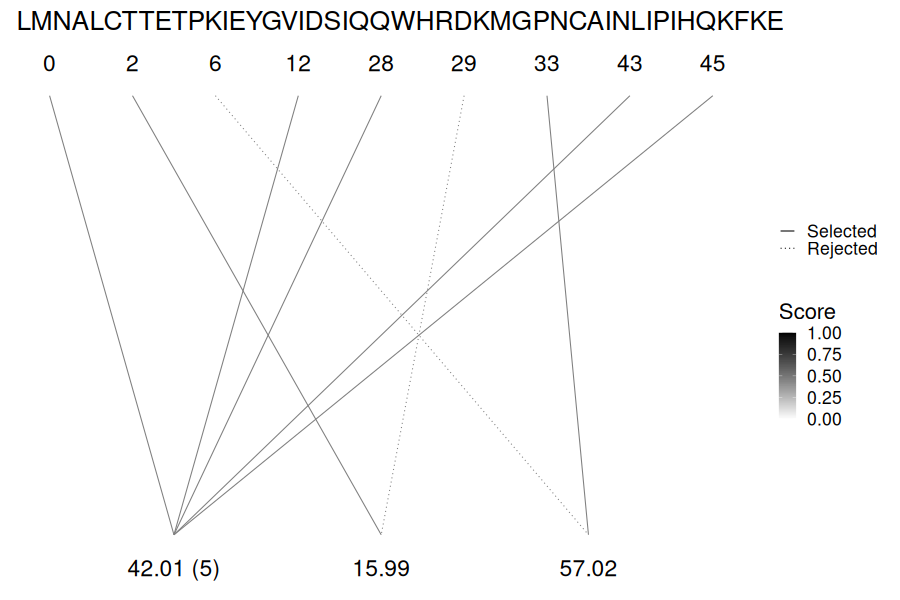 LMNALCTTETPKIEYGVIDSIQQWHRDKMGPNCAINLIPIHQKFKE
0 2 6 12 28 29 33 43 45
Selected
Rejected
Score
1.00
0.75
0.50
0.25
0.00
42.01 (5) 15.99 57.02